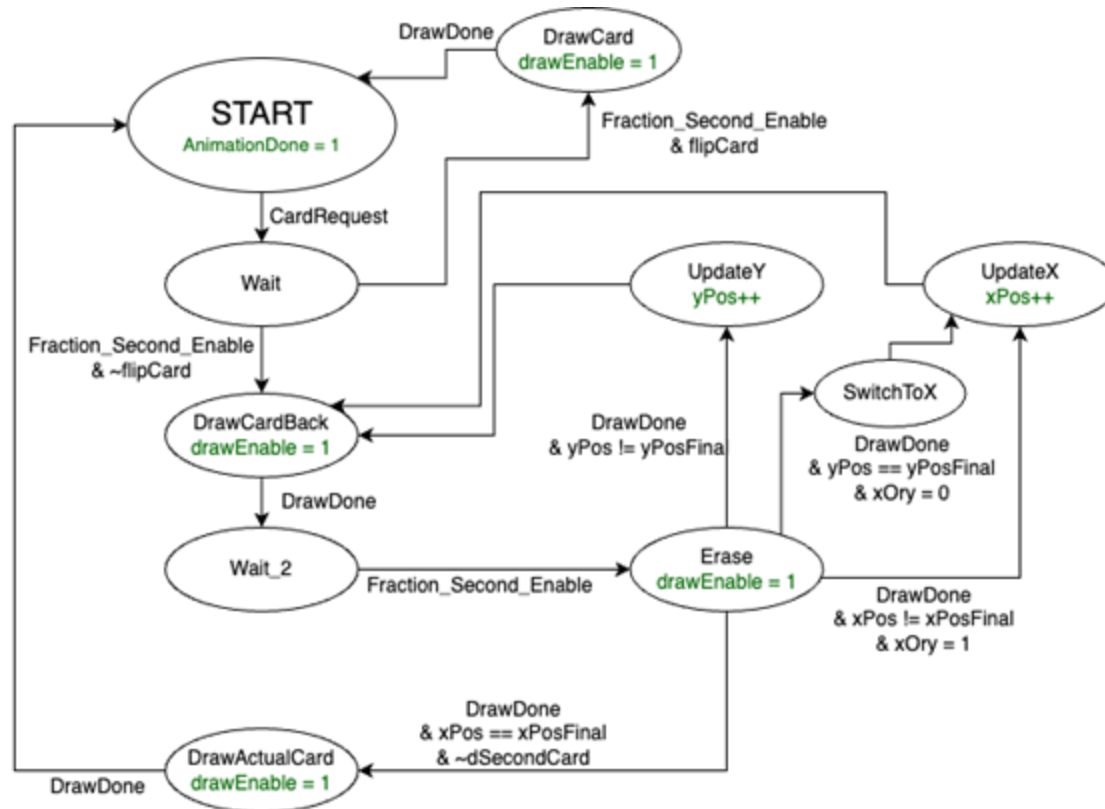 DrawDone
DrawCard
drawEnable = 1
START
AnimationDone = 1
Fraction_Second_Enable
& flipCard
CardRequest
Wait
UpdateY
yPos++
UpdateX
xPos++
Fraction_Second_Enable
& ~flipCard
SwitchToX
DrawCardBack
drawEnable = 1
DrawDone
& yPos != yPosFinal
DrawDone
& yPos == yPosFinal
& xOry = 0
DrawDone
Wait_2
Fraction_Second_Enable
Erase
drawEnable = 1
DrawDone
& xPos != xPosFinal
& xOry = 1
DrawDone
& xPos == xPosFinal
& ~dSecondCard
DrawActualCard
drawEnable = 1
DrawDone